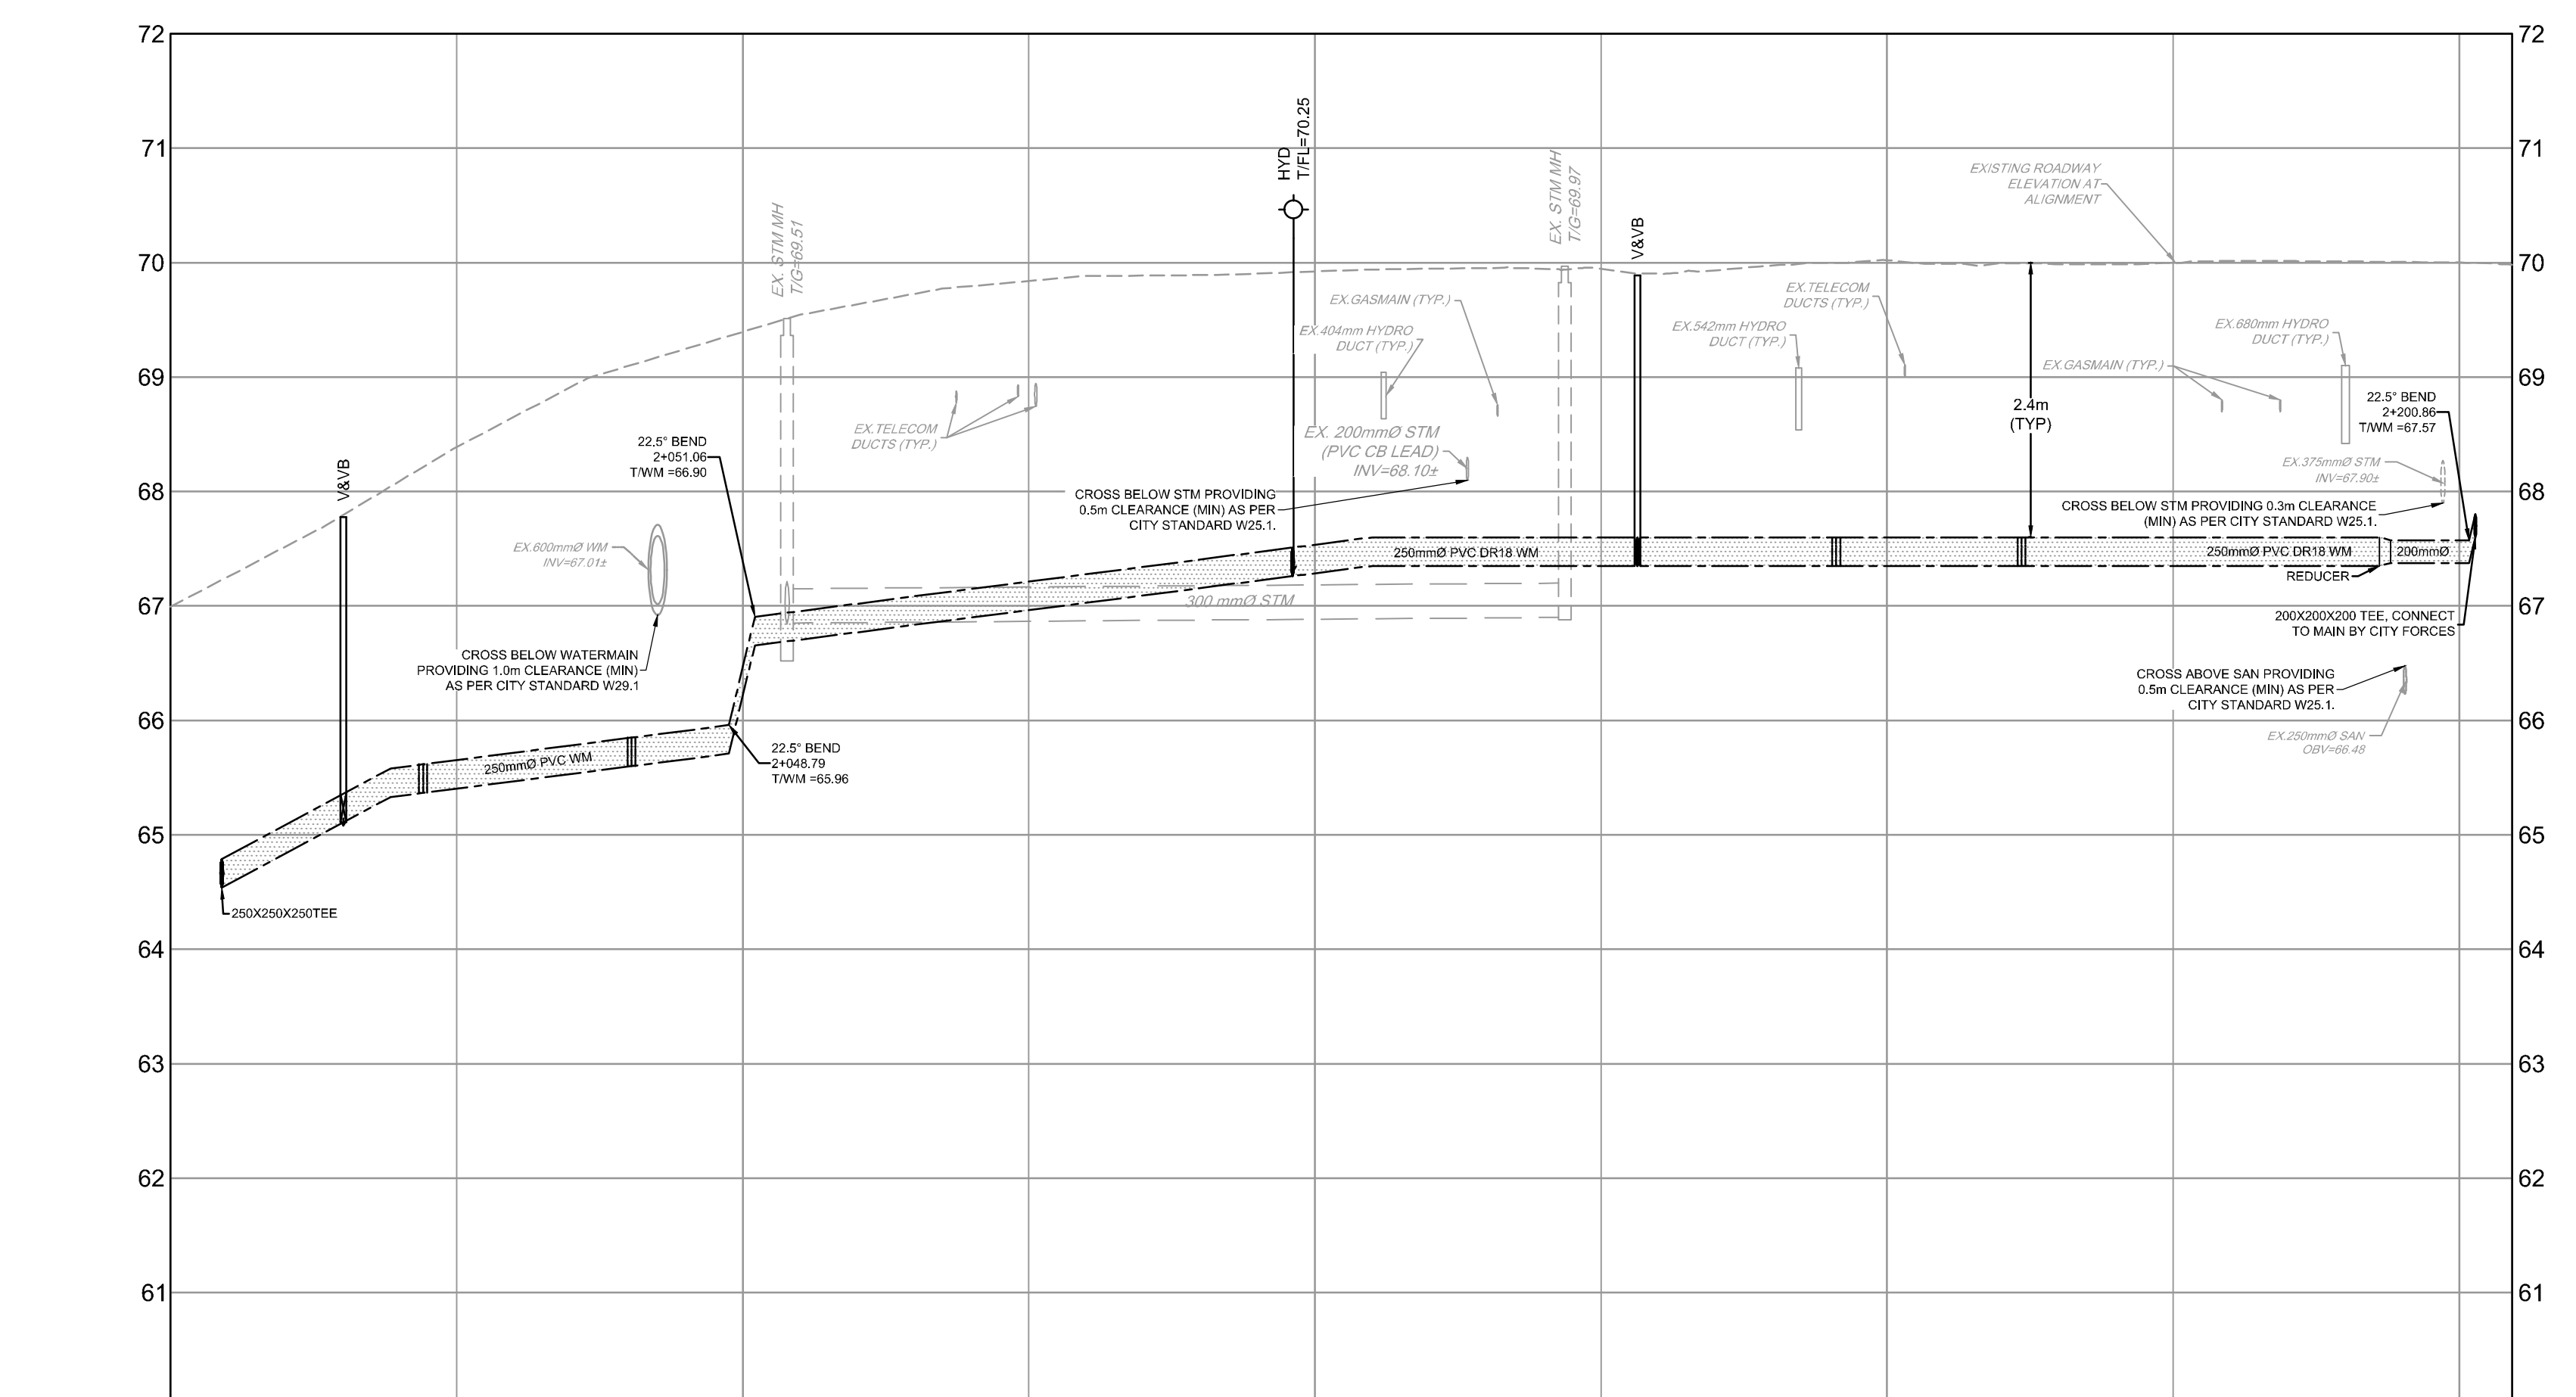 72
72
71
71
70
70
69
69
68
68
67
67
66
66
65
65
64
64
63
63
62
62
61
61
V&VB
EX.600mmØ WM
INV=67.01±
CROSS BELOW WATERMAIN
PROVIDING 1.0m CLEARANCE (MIN)
AS PER CITY STANDARD W29.1
250mmØ PVC WM
250X250X250TEE
22.5° BEND
2+051.06
T/WM =66.90
22.5° BEND
2+048.79
T/WM =65.96
EX. STM MH
T/G=69.51
EX.TELECOM
DUCTS (TYP.)
HYD
T/FL=70.25
CROSS BELOW STM PROVIDING
0.5m CLEARANCE (MIN) AS PER
CITY STANDARD W25.1.
300 mmØ STM
EX.GASMAIN (TYP.)
EX.404mm HYDRO
DUCT (TYP.)
EX. 200mmØ STM
(PVC CB LEAD)
INV=68.10±
250mmØ PVC DR18 WM
EX. STM MH
T/G=69.97
V&VB
EX.542mm HYDRO
DUCT (TYP.)
EX.TELECOM
DUCTS (TYP.)
EXISTING ROADWAY
ELEVATION AT
ALIGNMENT
2.4m
(TYP)
EX.GASMAIN (TYP.)
EX.680mm HYDRO
DUCT (TYP.)
22.5° BEND
2+200.86
T/WM =67.57
EX.375mmØ STM
INV=67.90±
CROSS BELOW STM PROVIDING 0.3m CLEARANCE
(MIN) AS PER CITY STANDARD W25.1.
250mmØ PVC DR18 WM
200mmØ
REDUCER
200X200X200 TEE, CONNECT
TO MAIN BY CITY FORCES
CROSS ABOVE SAN PROVIDING
0.5m CLEARANCE (MIN) AS PER
CITY STANDARD W25.1.
EX.250mmØ SAN
OBV=66.48